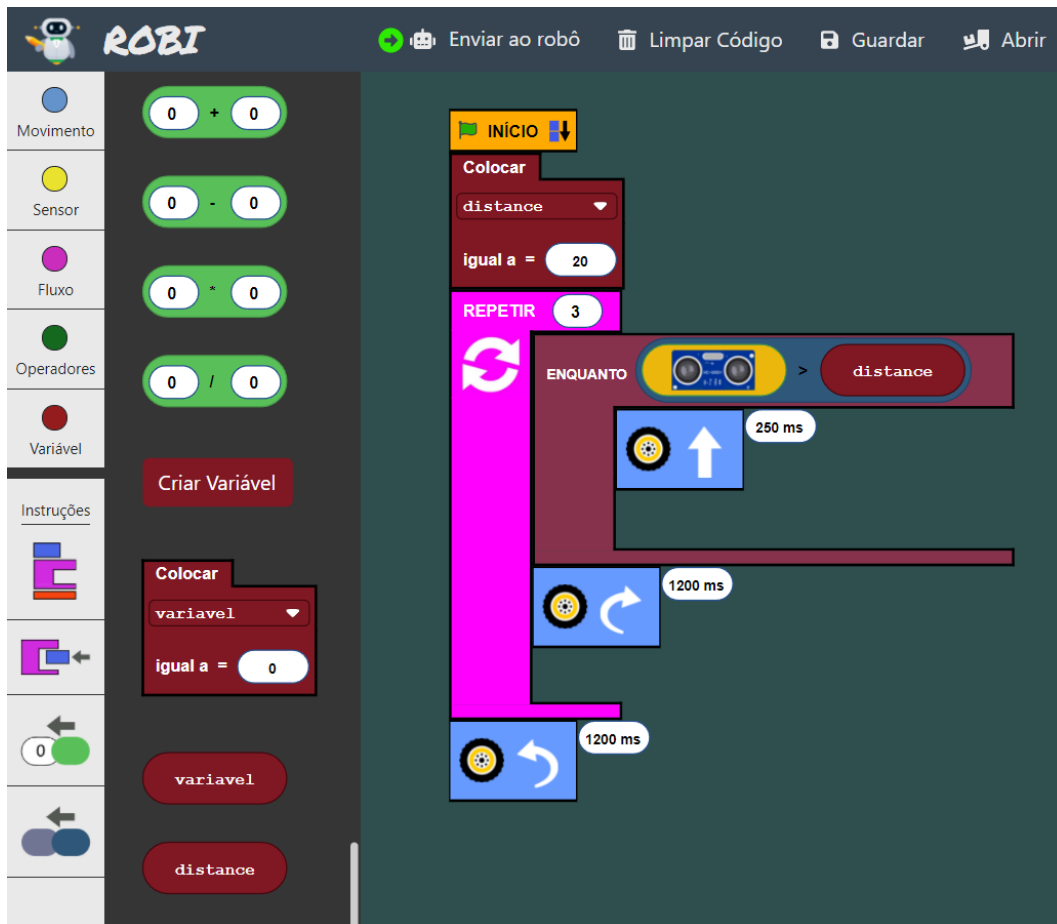 ROBI
Enviar ao robô
Limpar Código
Guardar
Abrir
Movimento
Sensor
Fluxo
Operadores
Variável
Instruções
0
0 + 0
0 - 0
0 * 0
0 / 0
Criar Variável
Colocar
variavel
igual a = 0
variavel
distance
INÍCIO
Colocar
distance
igual a = 20
REPETIR 3
ENQUANTO > distance
250 ms
1200 ms
1200 ms